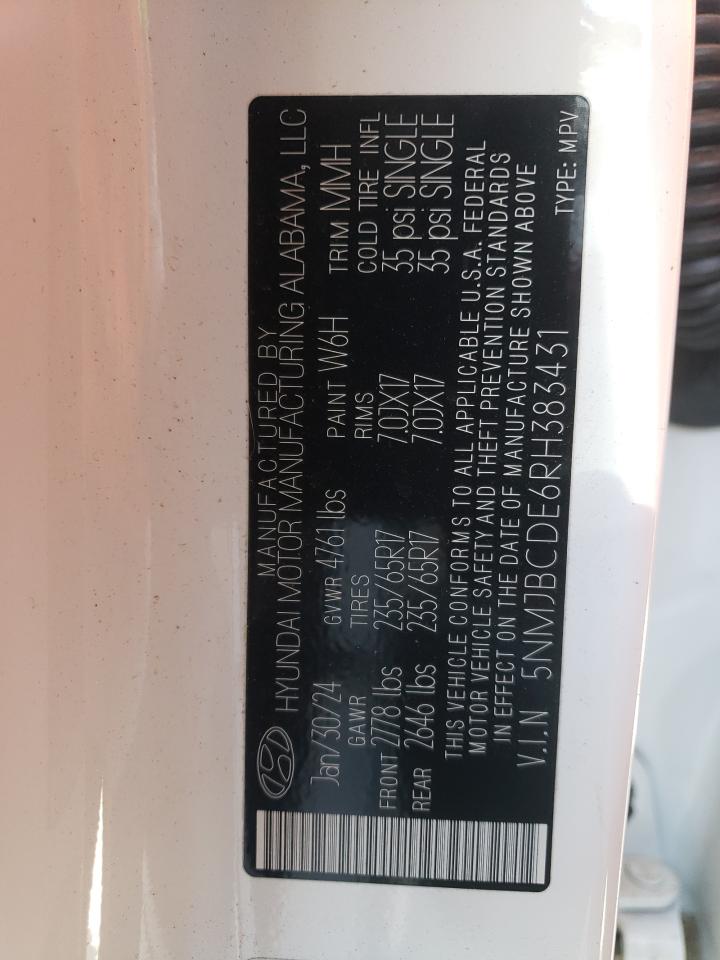 MANUFACTURED BY
HYUNDAI MOTOR MANUFACTURING ALABAMA, LLC
Jan/30/24 GVWR 4761 lbs PAINT W6H TRIM MMH
GAWR TIRES RIMS COLD TIRE INFL
FRONT 2778 lbs 235/65R17 7.0JX17 35 psi SINGLE
REAR 2646 lbs 235/65R17 7.0JX17 35 psi SINGLE
THIS VEHICLE CONFORMS TO ALL APPLICABLE U.S.A. FEDERAL
MOTOR VEHICLE SAFETY AND THEFT PREVENTION STANDARDS
IN EFFECT ON THE DATE OF MANUFACTURE SHOWN ABOVE
V.I.N 5NMJBCDE6RH383431 TYPE: MPV